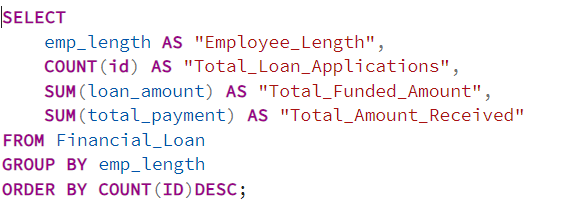 SELECT
    emp_length AS "Employee_Length",
    COUNT(id) AS "Total_Loan_Applications",
    SUM(loan_amount) AS "Total_Funded_Amount",
    SUM(total_payment) AS "Total_Amount_Received"
FROM Financial_Loan
GROUP BY emp_length
ORDER BY COUNT(ID)DESC;